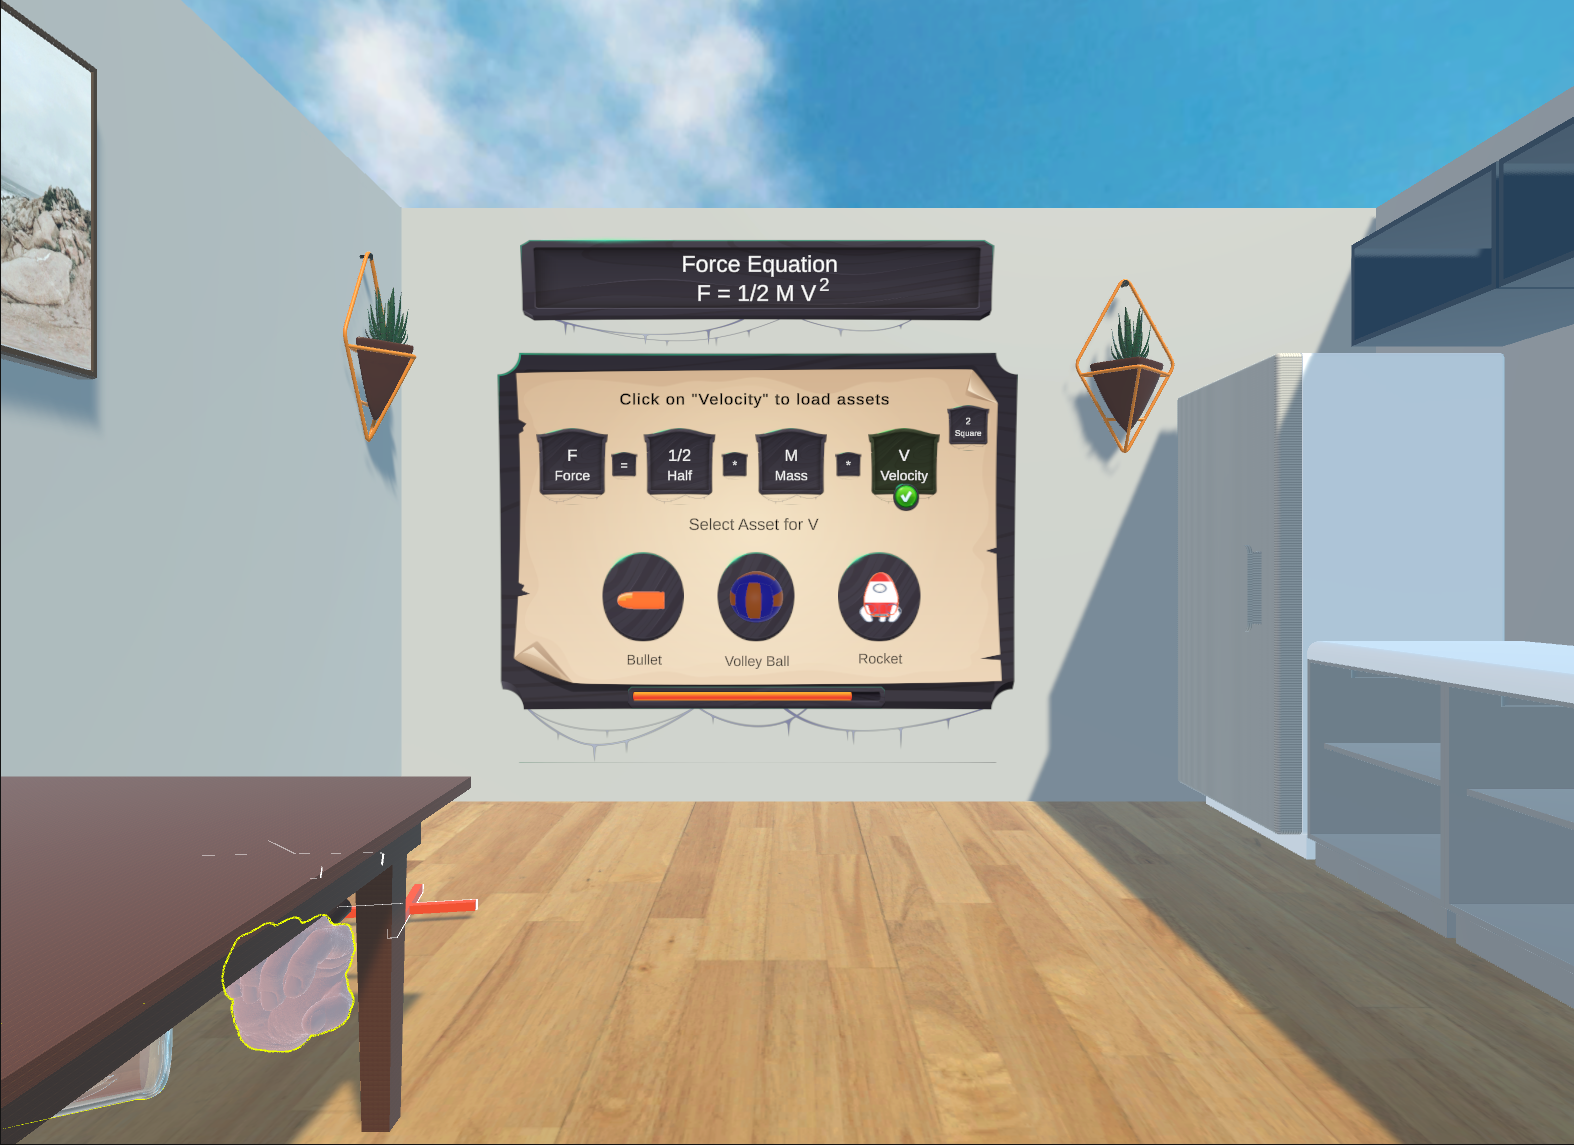 Force Equation
F = 1/2 M V²
Click on "Velocity" to load assets
2
Square
F
Force
=
1/2
Half
*
M
Mass
*
V
Velocity
Select Asset for V
Bullet
Volley Ball
Rocket